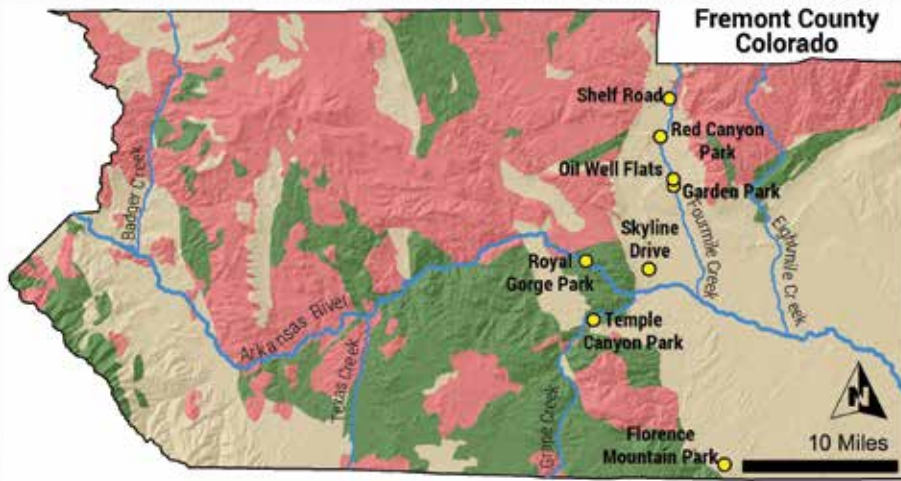 Fremont County
Colorado
Shelf Road
Red Canyon
Park
Oil Well Flats
Garden Park
Badger Creek
Fourmile Creek
Eightmile Creek
Skyline
Drive
Royal
Gorge Park
Arkansas River
Temple
Canyon Park
Texas Creek
Grape Creek
N
10 Miles
Florence
Mountain Park